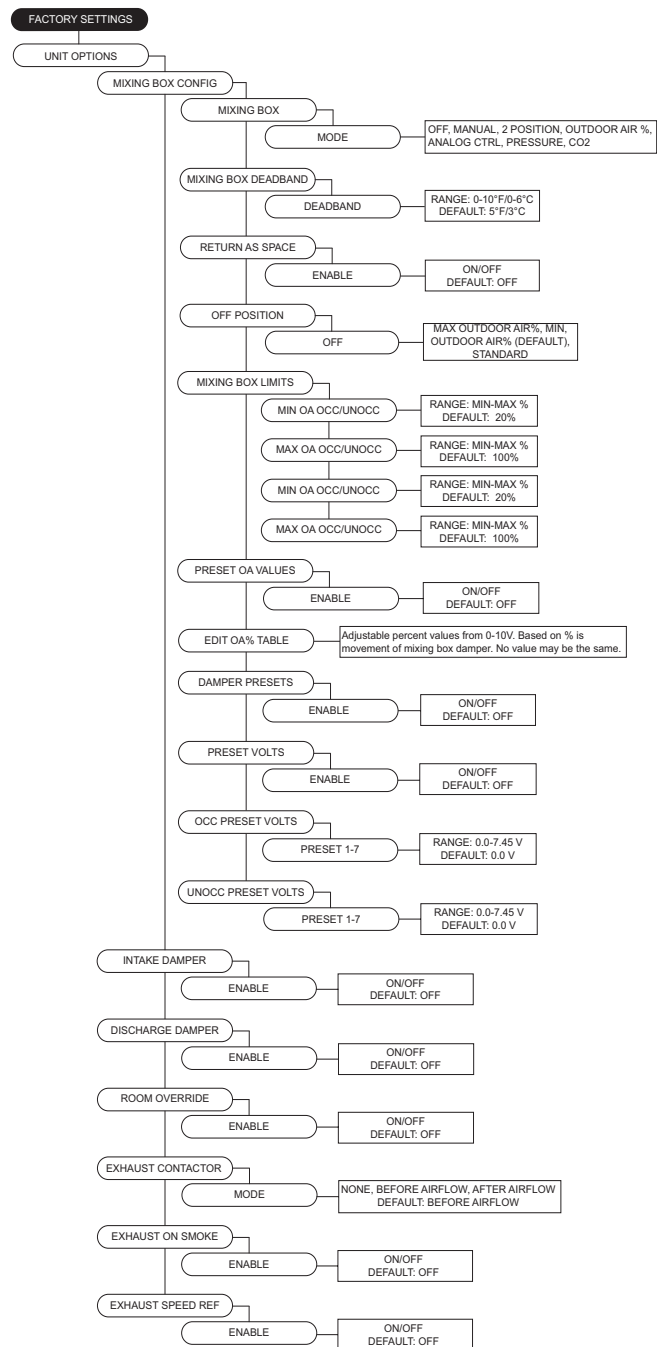 FACTORY SETTINGS
UNIT OPTIONS
MIXING BOX CONFIG
MIXING BOX
MODE
OFF, MANUAL, 2 POSITION, OUTDOOR AIR %,
ANALOG CTRL, PRESSURE, CO2
MIXING BOX DEADBAND
DEADBAND
RANGE: 0-10°F/0-6°C
DEFAULT: 5°F/3°C
RETURN AS SPACE
ENABLE
ON/OFF
DEFAULT: OFF
OFF POSITION
OFF
MAX OUTDOOR AIR%, MIN,
OUTDOOR AIR% (DEFAULT),
STANDARD
MIXING BOX LIMITS
MIN OA OCC/UNOCC
RANGE: MIN-MAX %
DEFAULT: 20%
MAX OA OCC/UNOCC
RANGE: MIN-MAX %
DEFAULT: 100%
MIN OA OCC/UNOCC
RANGE: MIN-MAX %
DEFAULT: 20%
MAX OA OCC/UNOCC
RANGE: MIN-MAX %
DEFAULT: 100%
PRESET OA VALUES
ENABLE
ON/OFF
DEFAULT: OFF
EDIT OA% TABLE
Adjustable percent values from 0-10V. Based on % is
movement of mixing box damper. No value may be the same.
DAMPER PRESETS
ENABLE
ON/OFF
DEFAULT: OFF
PRESET VOLTS
ENABLE
ON/OFF
DEFAULT: OFF
OCC PRESET VOLTS
PRESET 1-7
RANGE: 0.0-7.45 V
DEFAULT: 0.0 V
UNOCC PRESET VOLTS
PRESET 1-7
RANGE: 0.0-7.45 V
DEFAULT: 0.0 V
INTAKE DAMPER
ENABLE
ON/OFF
DEFAULT: OFF
DISCHARGE DAMPER
ENABLE
ON/OFF
DEFAULT: OFF
ROOM OVERRIDE
ENABLE
ON/OFF
DEFAULT: OFF
EXHAUST CONTACTOR
MODE
NONE, BEFORE AIRFLOW, AFTER AIRFLOW
DEFAULT: BEFORE AIRFLOW
EXHAUST ON SMOKE
ENABLE
ON/OFF
DEFAULT: OFF
EXHAUST SPEED REF
ENABLE
ON/OFF
DEFAULT: OFF